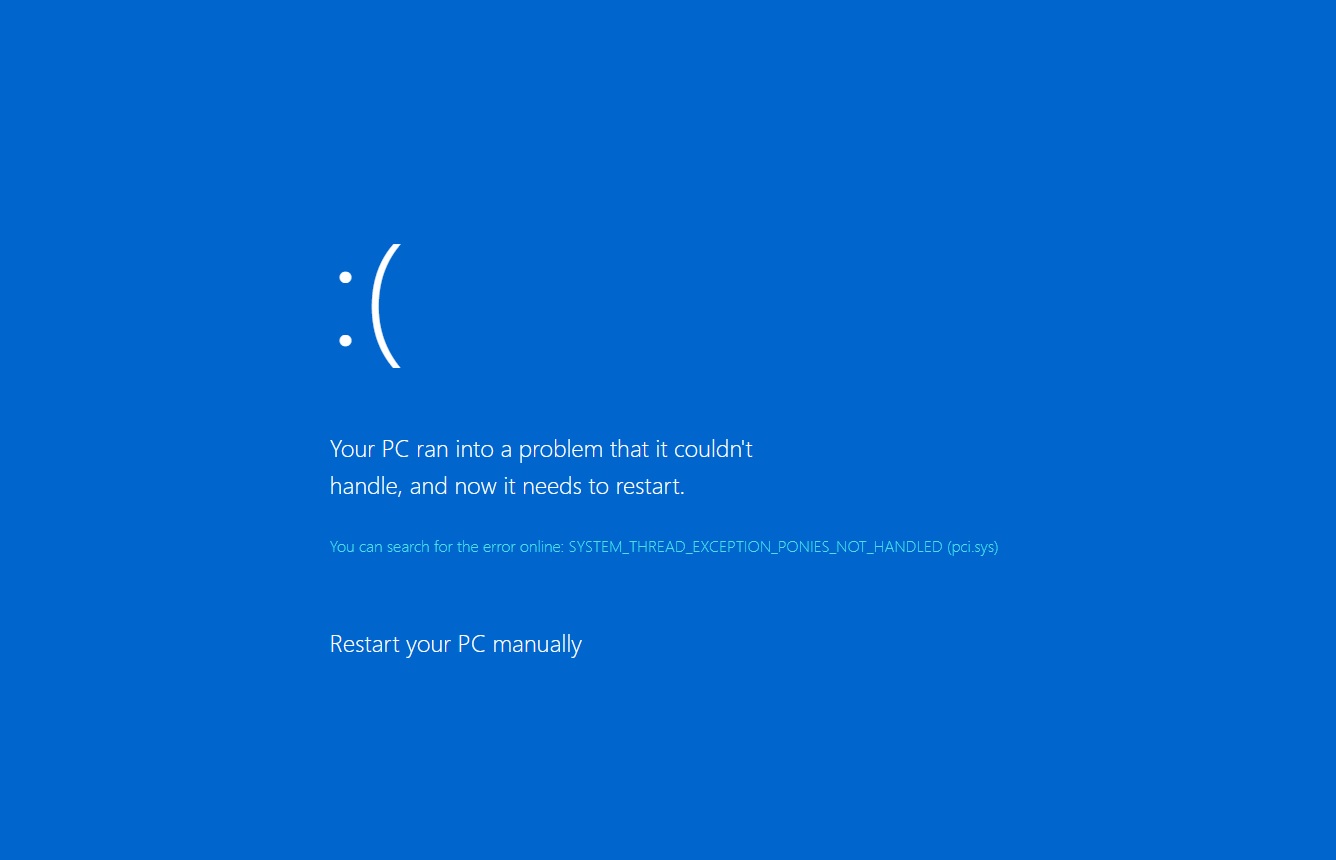 :(
Your PC ran into a problem that it couldn't
handle, and now it needs to restart.
You can search for the error online: SYSTEM_THREAD_EXCEPTION_PONIES_NOT_HANDLED (pci.sys)
Restart your PC manually